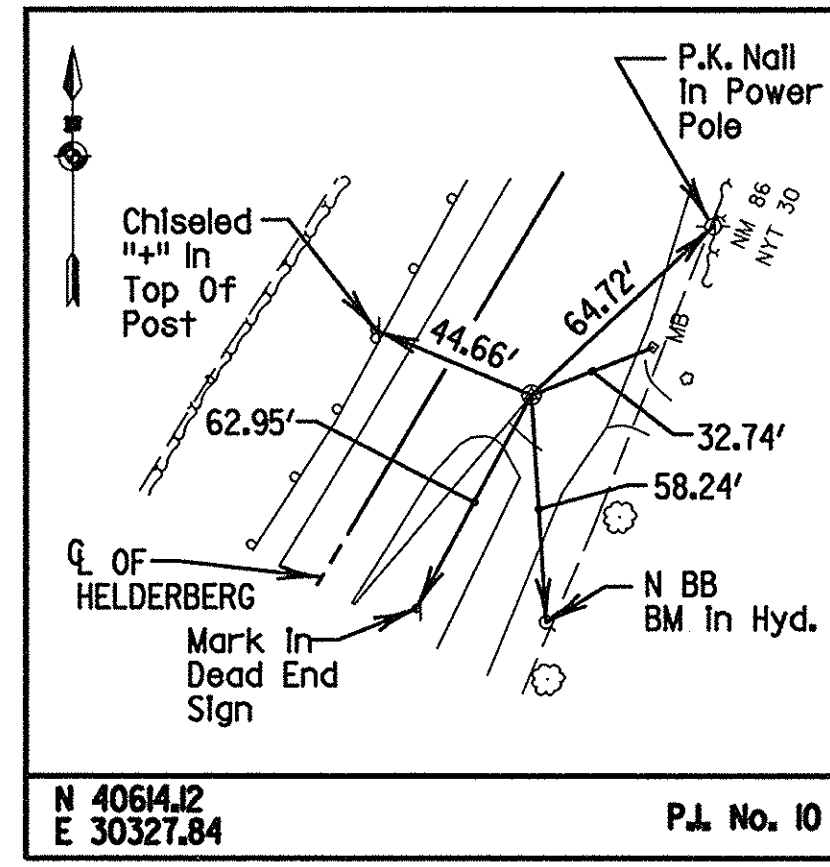 P.K. Nail
in Power
Pole
NM 86
NYT 30
Chiseled
"+" In
Top Of
Post
64.72'
44.66'
MB
62.95'
32.74'
58.24'
℄ OF
HELDERBERG
N BB
BM in Hyd.
Mark in
Dead End
Sign
N 40614.12
E 30327.84
P.I. No. 10